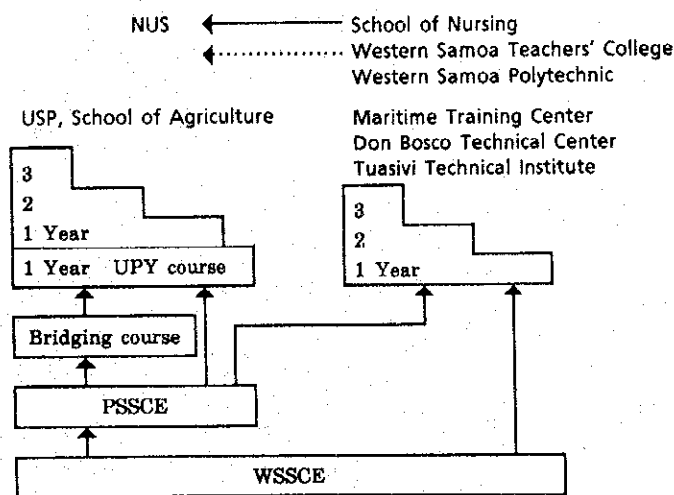 NUS School of Nursing
Western Samoa Teachers' College
Western Samoa Polytechnic
USP, School of Agriculture
Maritime Training Center
Don Bosco Technical Center
Tuasivi Technical Institute
3
2
1 Year
1 Year UPY course
3
2
1 Year
Bridging course
PSSCE
WSSCE